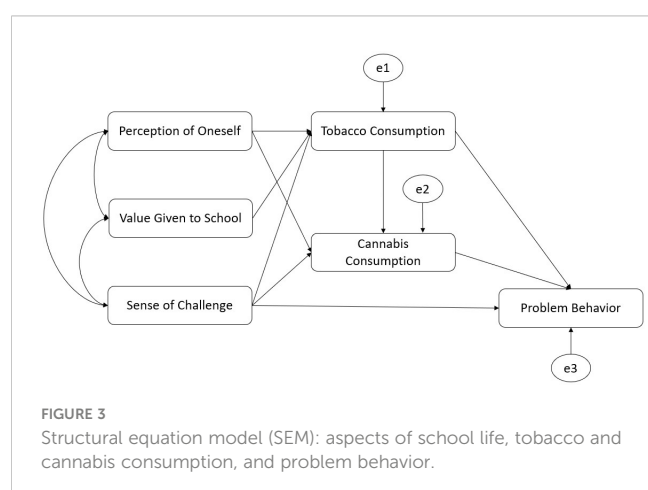 e1
Perception of Oneself
Tobacco Consumption
e2
Value Given to School
Cannabis
Consumption
Sense of Challenge
Problem Behavior
e3
FIGURE 3
Structural equation model (SEM): aspects of school life, tobacco and
cannabis consumption, and problem behavior.